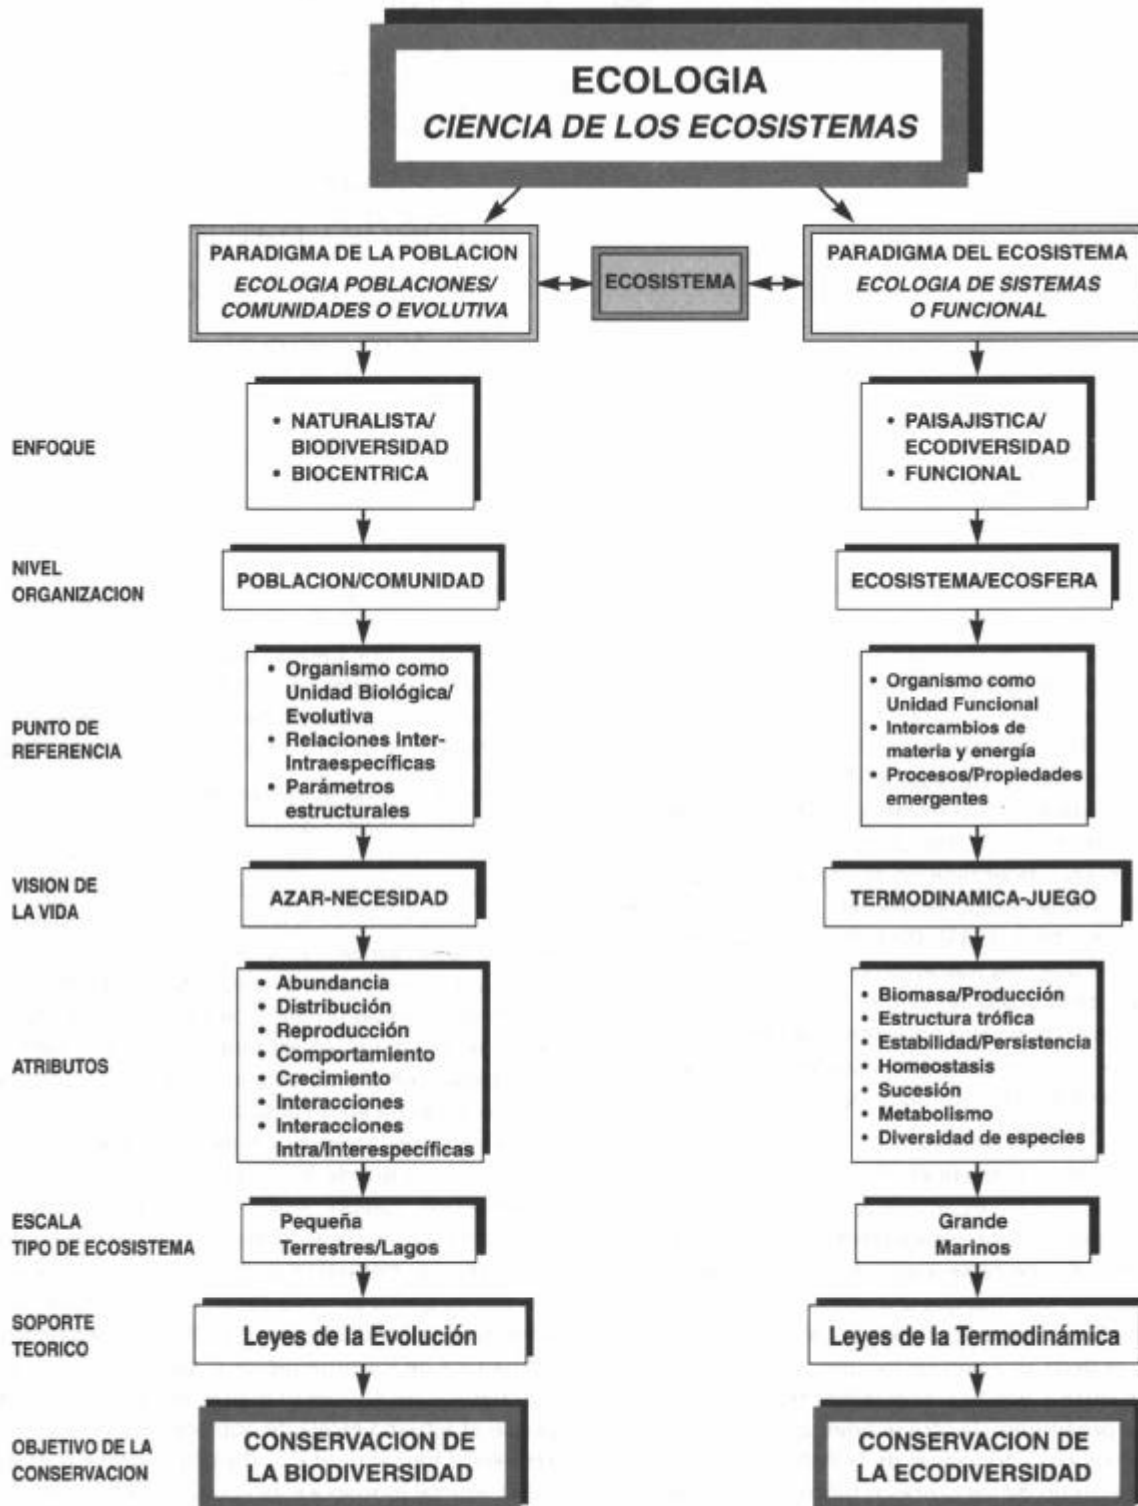 ECOLOGIA
CIENCIA DE LOS ECOSISTEMAS
PARADIGMA DE LA POBLACION
ECOLOGIA POBLACIONES/
COMUNIDADES O EVOLUTIVA
ECOSISTEMA
PARADIGMA DEL ECOSISTEMA
ECOLOGIA DE SISTEMAS
O FUNCIONAL
ENFOQUE
• NATURALISTA/
BIODIVERSIDAD
• BIOCENTRICA
• PAISAJISTICA/
ECODIVERSIDAD
• FUNCIONAL
NIVEL
ORGANIZACION
POBLACION/COMUNIDAD
ECOSISTEMA/ECOSFERA
PUNTO DE
REFERENCIA
• Organismo como
Unidad Biológica/
Evolutiva
• Relaciones Inter-
Intraespecíficas
• Parámetros
estructurales
• Organismo como
Unidad Funcional
• Intercambios de
materia y energía
• Procesos/Propiedades
emergentes
VISION DE
LA VIDA
AZAR-NECESIDAD
TERMODINAMICA-JUEGO
ATRIBUTOS
• Abundancia
• Distribución
• Reproducción
• Comportamiento
• Crecimiento
• Interacciones
• Interacciones
Intra/Interespecíficas
• Biomasa/Producción
• Estructura trófica
• Estabilidad/Persistencia
• Homeostasis
• Sucesión
• Metabolismo
• Diversidad de especies
ESCALA
TIPO DE ECOSISTEMA
Pequeña
Terrestres/Lagos
Grande
Marinos
SOPORTE
TEORICO
Leyes de la Evolución
Leyes de la Termodinámica
OBJETIVO DE LA
CONSERVACION
CONSERVACION DE
LA BIODIVERSIDAD
CONSERVACION DE
LA ECODIVERSIDAD